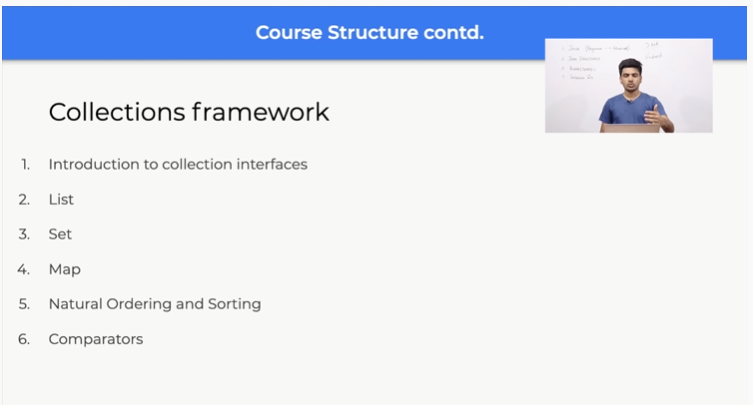 Course Structure contd.
Collections framework
1. Introduction to collection interfaces
2. List
3. Set
4. Map
5. Natural Ordering and Sorting
6. Comparators